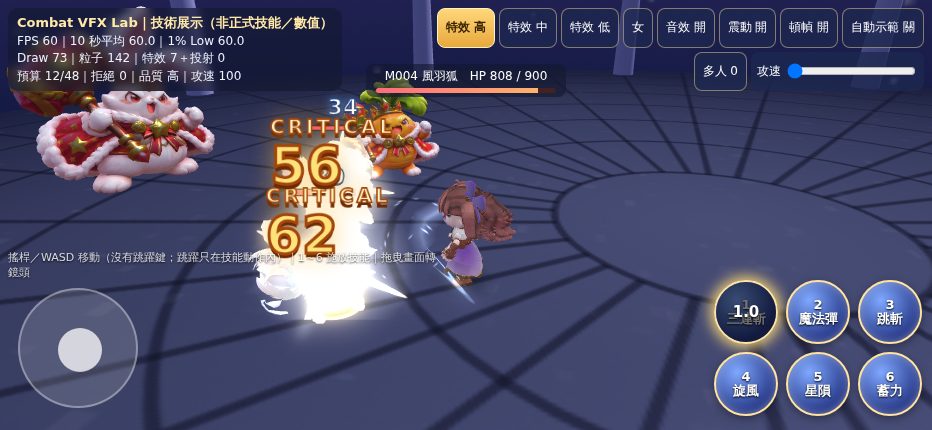 Combat VFX Lab｜技術展示（非正式技能／數值）
FPS 60｜10 秒平均 60.0｜1% Low 60.0
Draw 73｜粒子 142｜特效 7＋投射 0
預算 12/48｜拒絕 0｜品質 高｜攻速 100
特效 高
特效 中
特效 低
女
音效 開
震動 開
頓幀 開
自動示範 關
多人 0
攻速
M004 風羽狐 HP 808 / 900
34
CRITICAL
56
CRITICAL
62
搖桿／WASD 移動（沒有跳躍鍵；跳躍只在技能動作內）｜1–6 施放技能｜拖曳畫面轉
鏡頭
1
1.0
三連斬
2
魔法彈
3
跳斬
4
旋風
5
星隕
6
蓄力